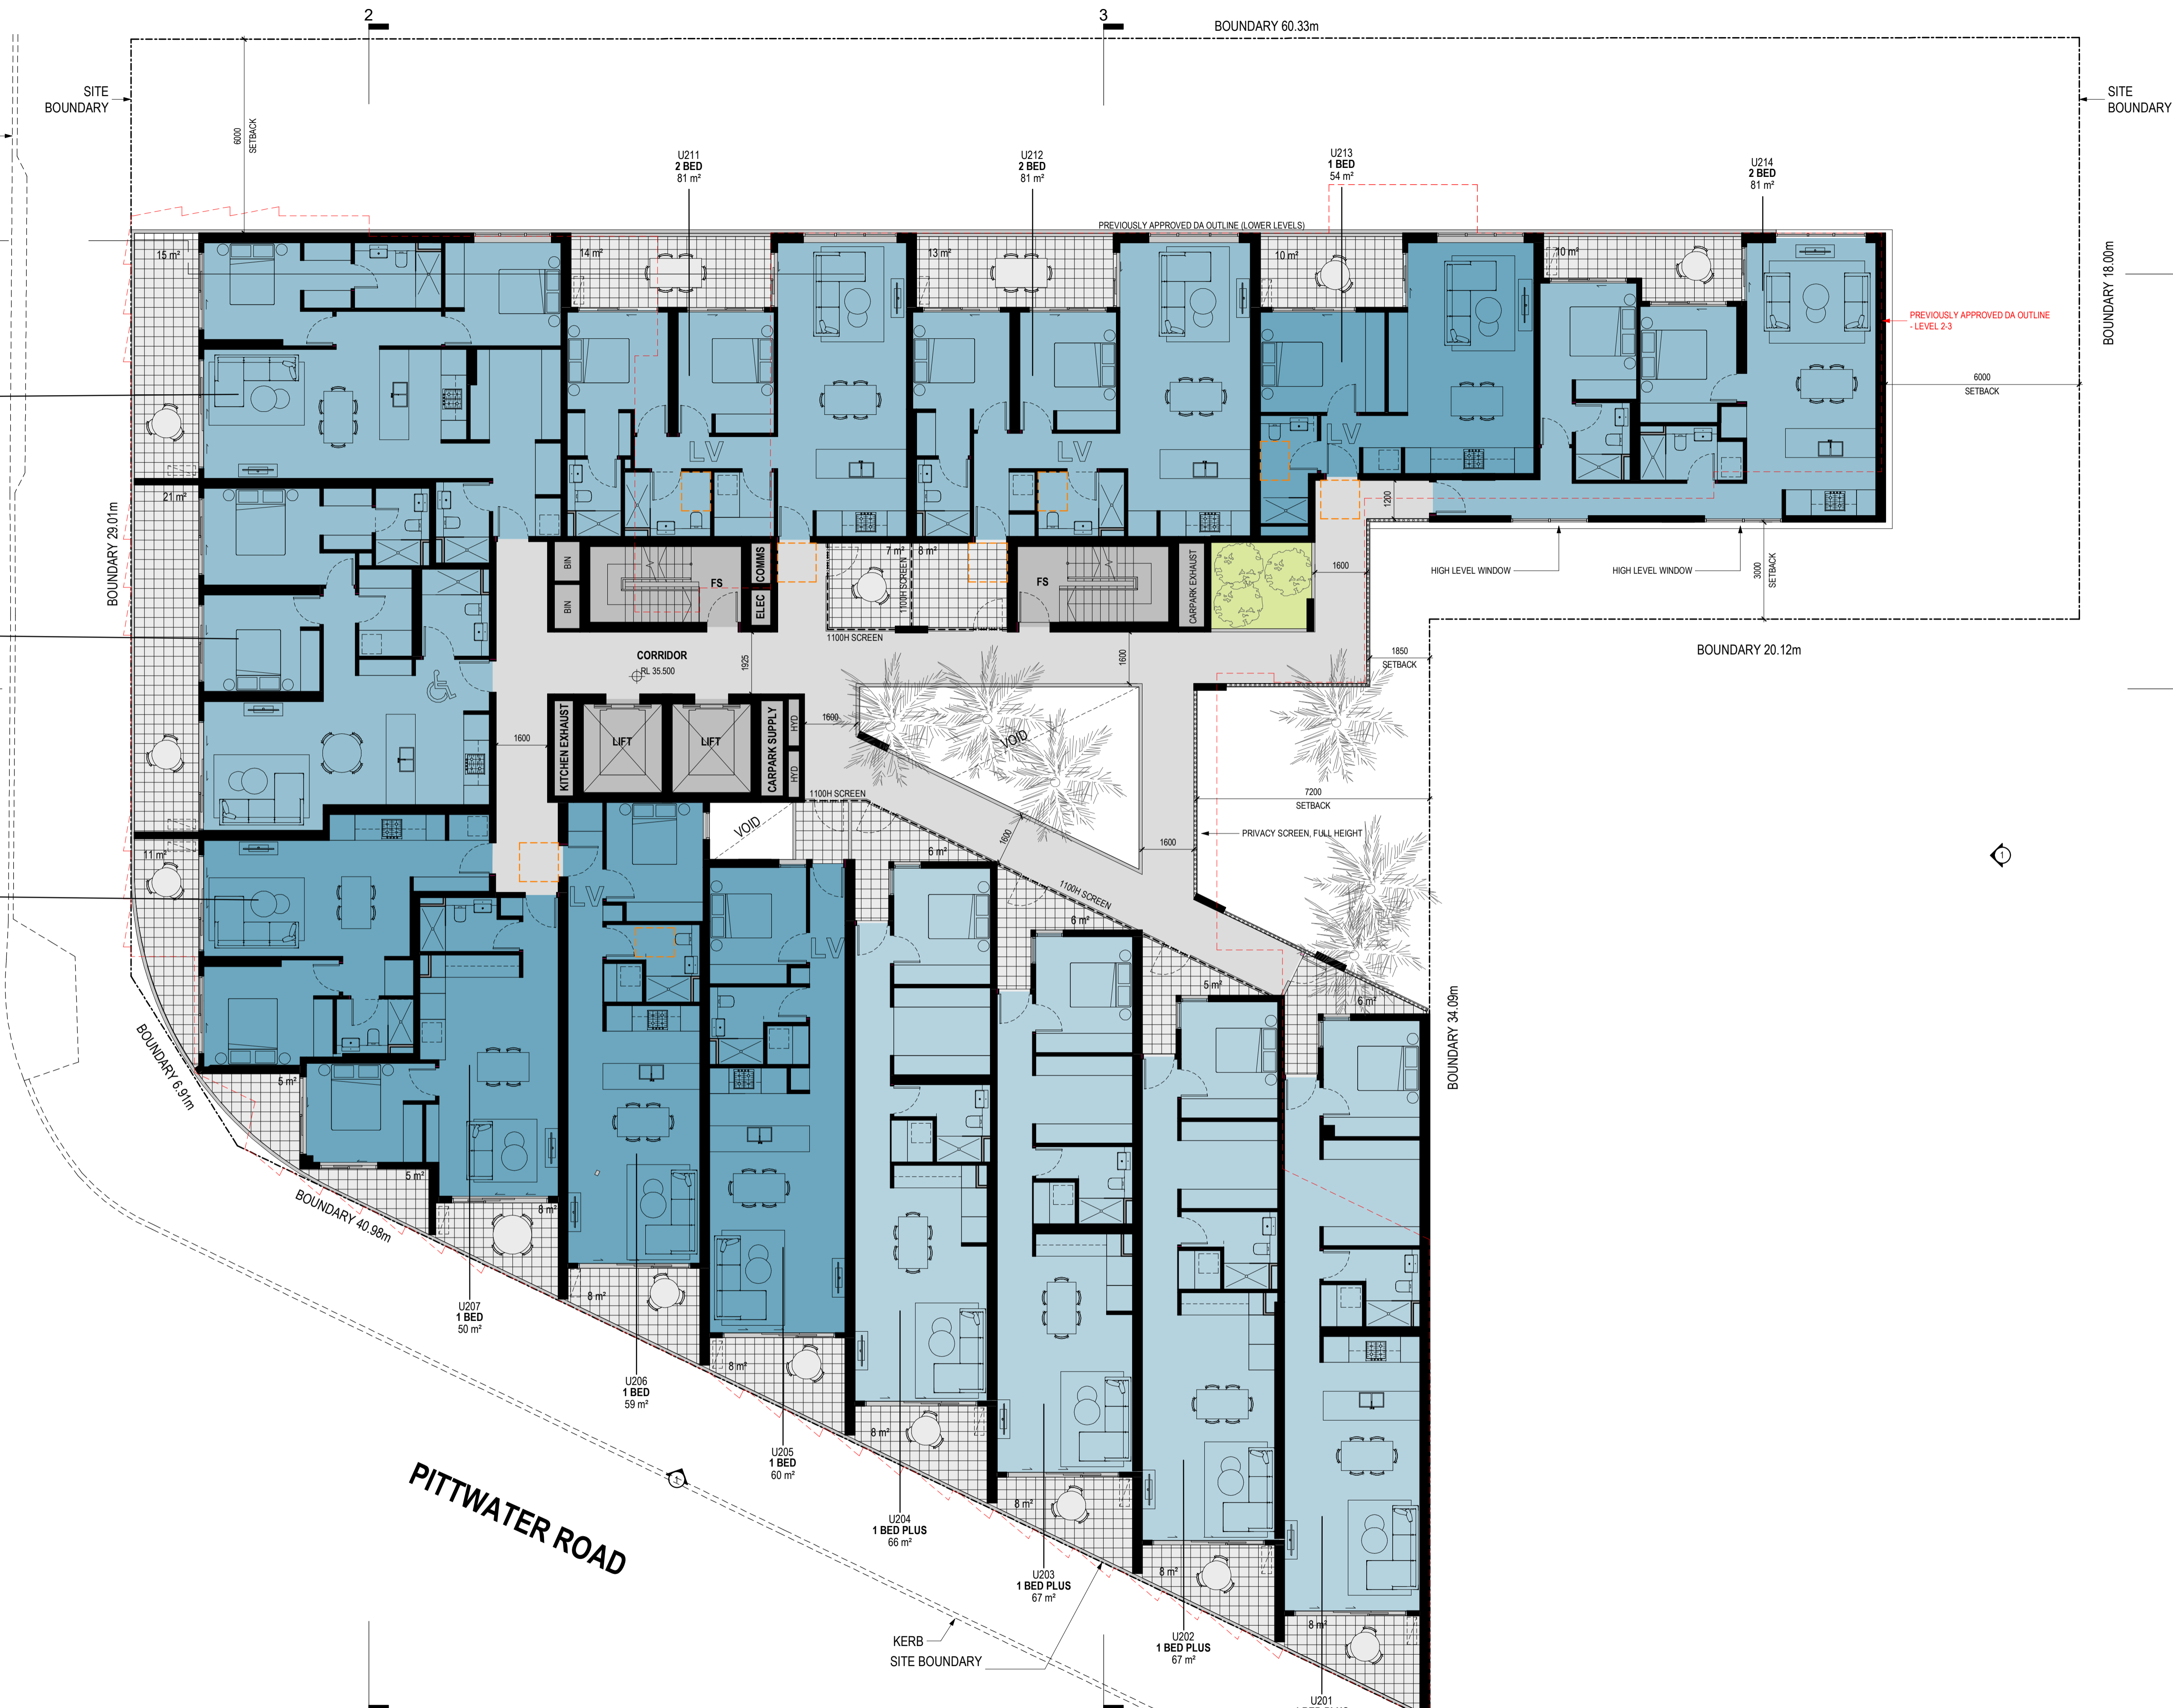 2
3
BOUNDARY 60.33m
SITE
BOUNDARY
SITE
BOUNDARY
6000
SETBACK
U211
2 BED
81 m²
U212
2 BED
81 m²
U213
1 BED
54 m²
U214
2 BED
81 m²
PREVIOUSLY APPROVED DA OUTLINE (LOWER LEVELS)
15 m²
14 m²
13 m²
10 m²
10 m²
BOUNDARY 18.00m
PREVIOUSLY APPROVED DA OUTLINE
- LEVEL 2-3
6000
SETBACK
LV
LV
LV
21 m²
BOUNDARY 29.01m
1200
BIN
BIN
FS
COMMS
ELEC
7 m²
8 m²
1100H SCREEN
1100H SCREEN
FS
CARPARK EXHAUST
1600
HIGH LEVEL WINDOW
HIGH LEVEL WINDOW
3000
SETBACK
CORRIDOR
RL 35.500
1925
1600
1850
SETBACK
BOUNDARY 20.12m
1600
KITCHEN EXHAUST
LIFT
LIFT
CARPARK SUPPLY
HYD
HYD
1600
VOID
1100H SCREEN
7200
SETBACK
VOID
1600
PRIVACY SCREEN, FULL HEIGHT
1600
11 m²
6 m²
1
LV
LV
1100H SCREEN
6 m²
5 m²
6 m²
BOUNDARY 34.09m
BOUNDARY 6.91m
5 m²
5 m²
8 m²
BOUNDARY 40.98m
8 m²
U207
1 BED
50 m²
8 m²
U206
1 BED
59 m²
8 m²
U205
1 BED
60 m²
8 m²
U204
1 BED PLUS
66 m²
8 m²
U203
1 BED PLUS
67 m²
8 m²
U202
1 BED PLUS
67 m²
PITTWATER ROAD
KERB
SITE BOUNDARY
U201